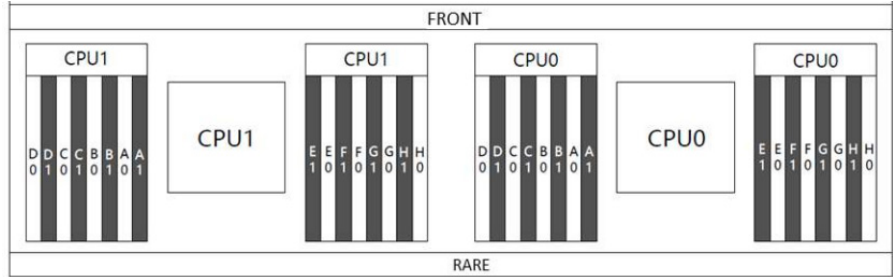 FRONT
CPU1 CPU1 CPU0 CPU0
CPU1 CPU0
D0 D1 C0 C1 B0 B1 A0 A1 E1 E0 F1 F0 G1 G0 H1 H0 D0 D1 C0 C1 B0 B1 A0 A1 E1 E0 F1 F0 G1 G0 H1 H0
RARE